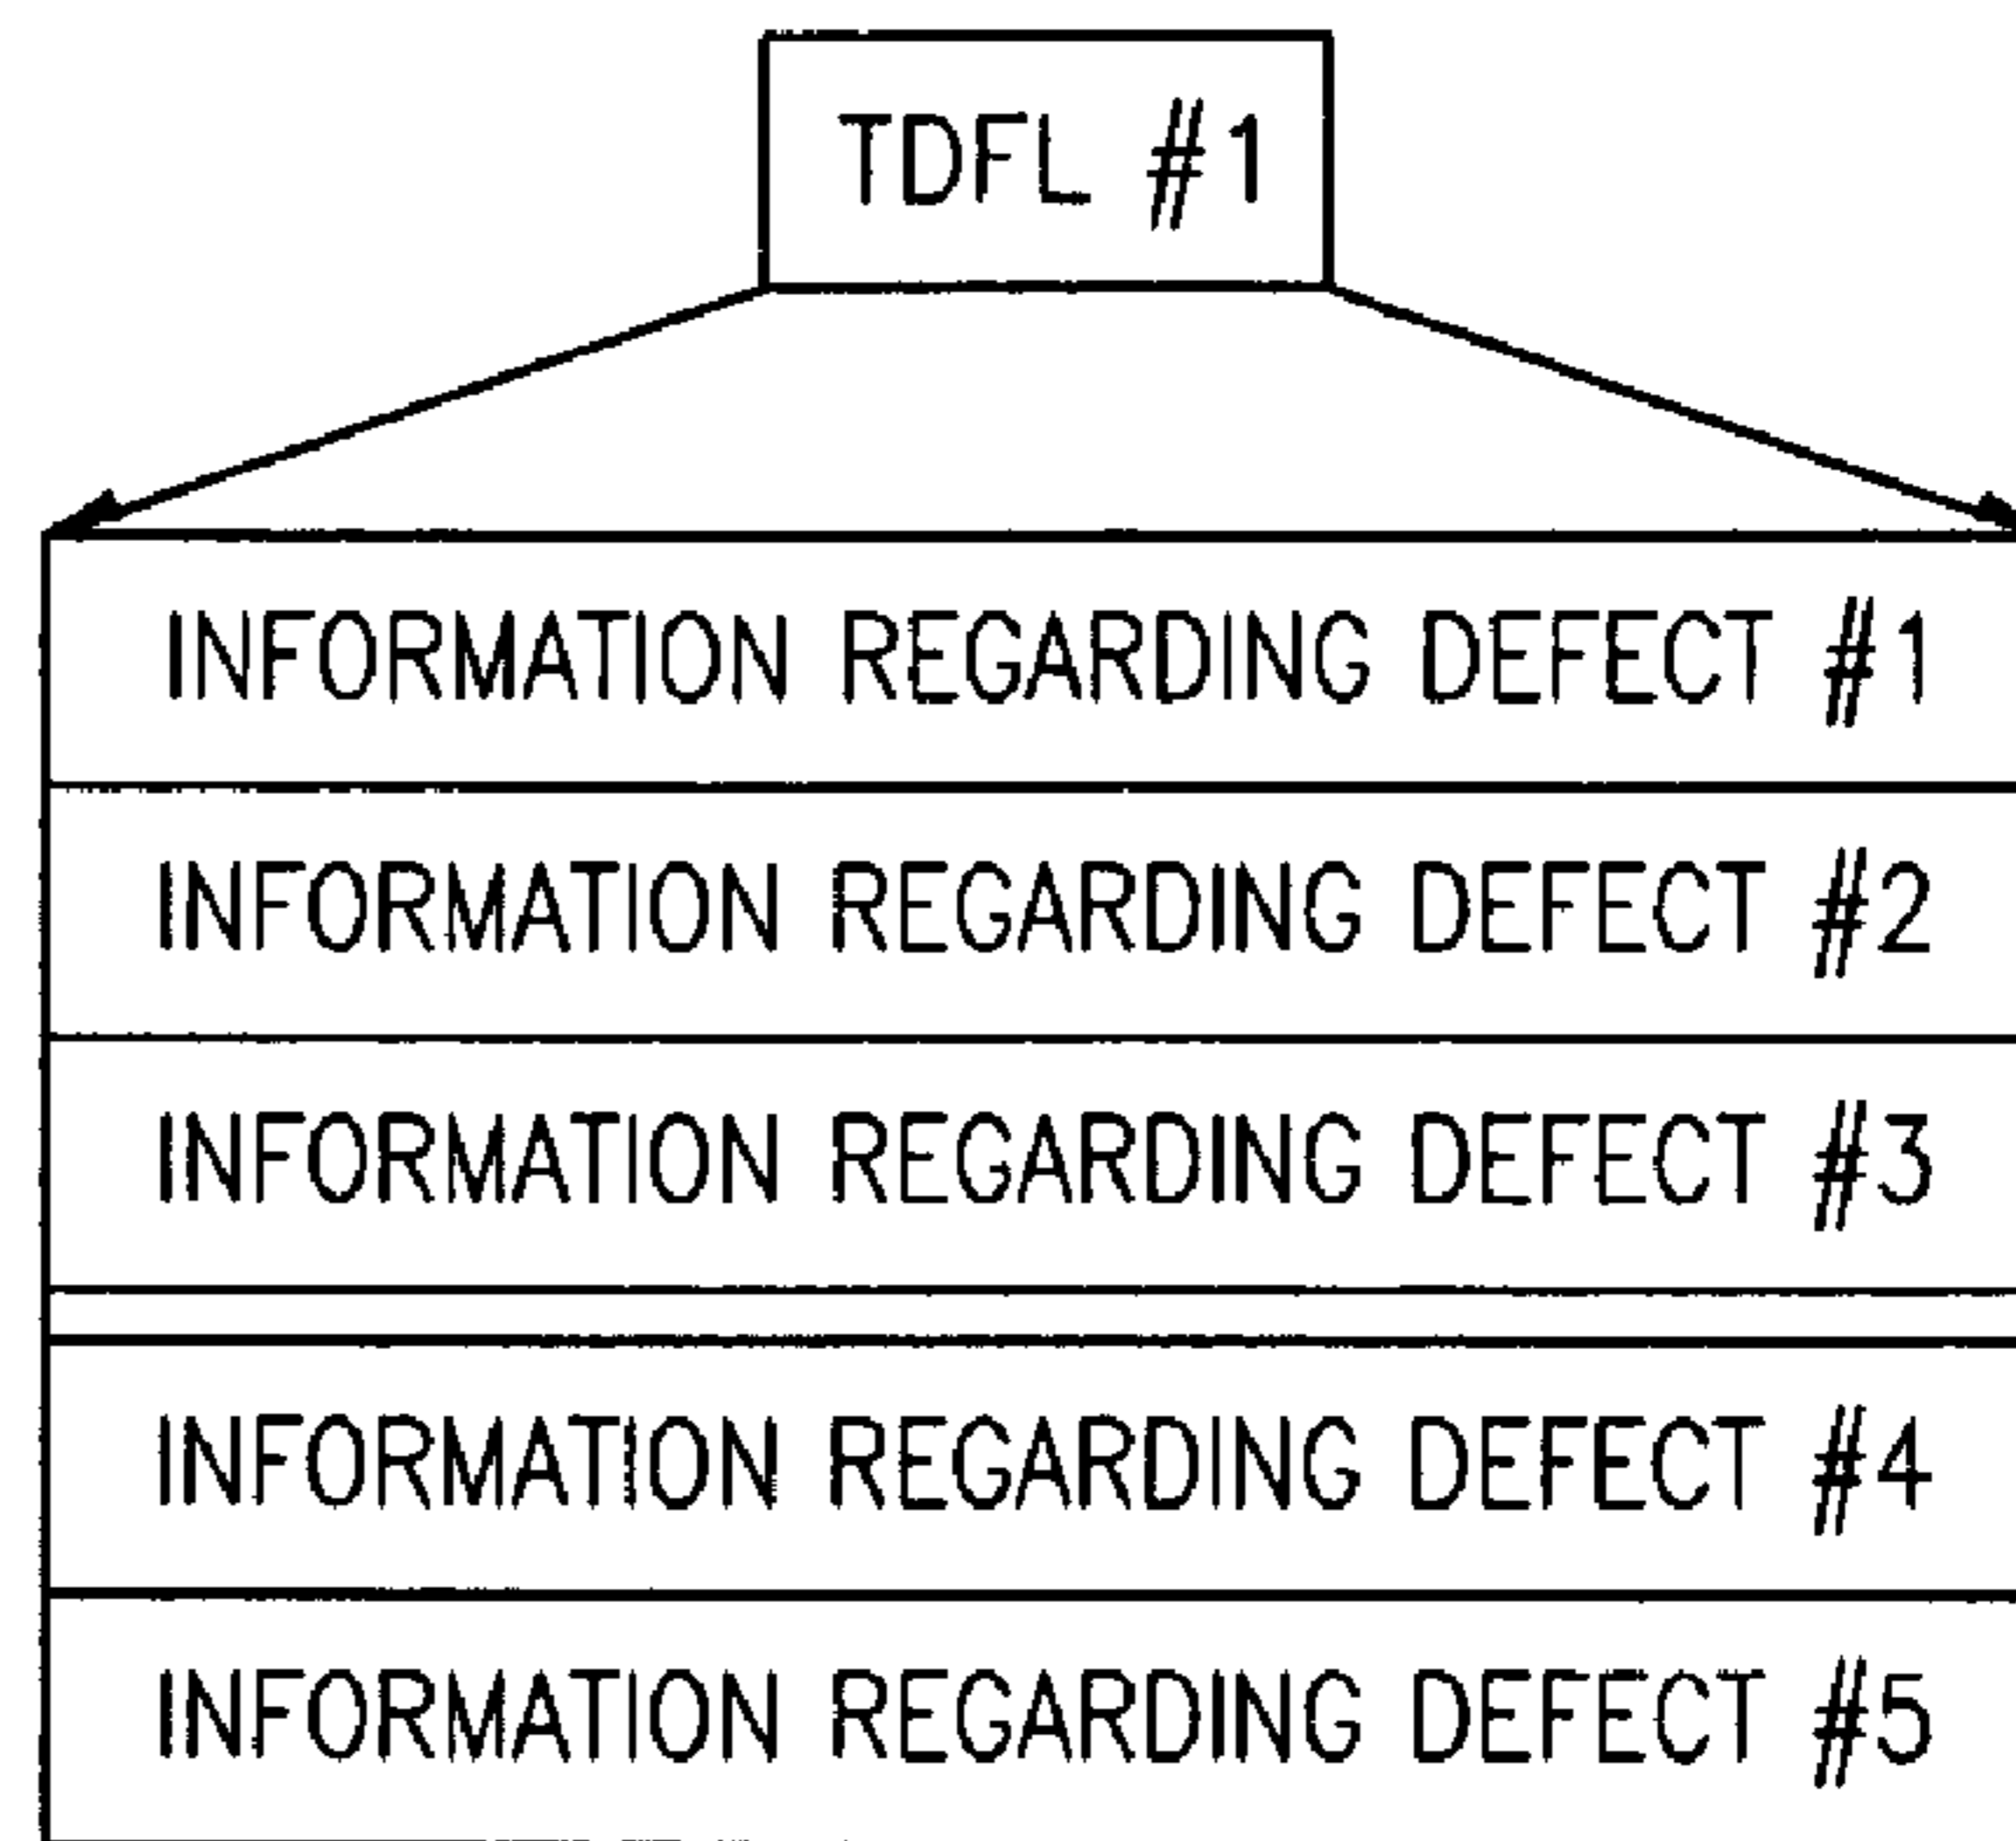 TDFL #1
INFORMATION REGARDING DEFECT #1
INFORMATION REGARDING DEFECT #2
INFORMATION REGARDING DEFECT #3
INFORMATION REGARDING DEFECT #4
INFORMATION REGARDING DEFECT #5